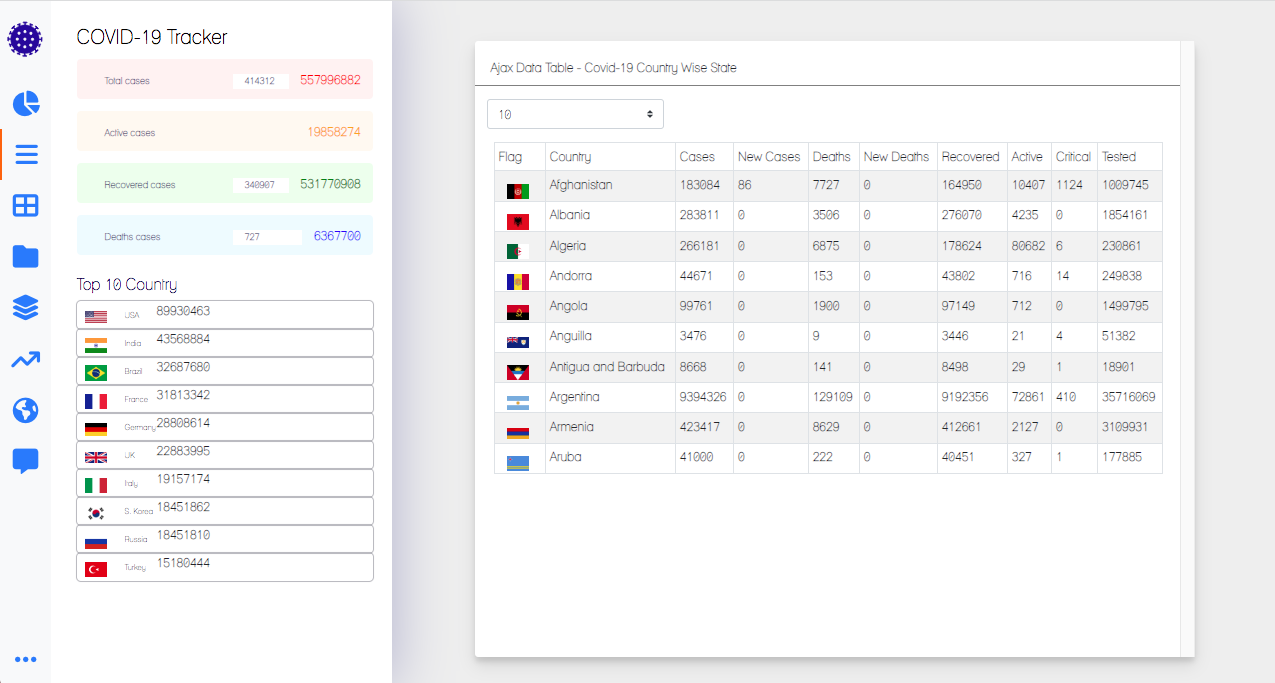 COVID-19 Tracker
Total cases 414312 557996882
Active cases 19858274
Recovered cases 340907 531770908
Deaths cases 727 6367700
Top 10 Country
USA 89930463
India 43568884
Brazil 32687680
France 31813342
Germany 28808614
UK 22883995
Italy 19157174
S. Korea 18451862
Russia 18451810
Turkey 15180444
Ajax Data Table - Covid-19 Country Wise State
10
Flag Country Cases New Cases Deaths New Deaths Recovered Active Critical Tested
Afghanistan 183084 86 7727 0 164950 10407 1124 1009745
Albania 283811 0 3506 0 276070 4235 0 1854161
Algeria 266181 0 6875 0 178624 80682 6 230861
Andorra 44671 0 153 0 43802 716 14 249838
Angola 99761 0 1900 0 97149 712 0 1499795
Anguilla 3476 0 9 0 3446 21 4 51382
Antigua and Barbuda 8668 0 141 0 8498 29 1 18901
Argentina 9394326 0 129109 0 9192356 72861 410 35716069
Armenia 423417 0 8629 0 412661 2127 0 3109931
Aruba 41000 0 222 0 40451 327 1 177885